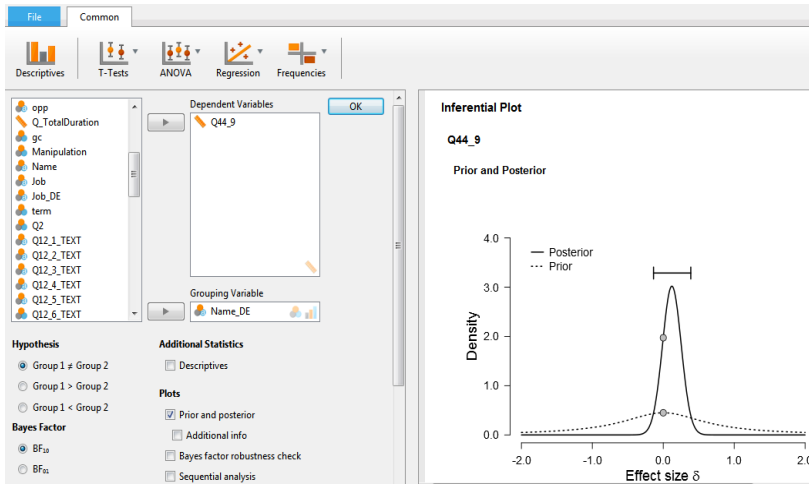 File
Common
Descriptives
T-Tests
ANOVA
Regression
Frequencies
opp
Q_TotalDuration
gc
Manipulation
Name
Job
Job_DE
term
Q2
Q12_1_TEXT
Q12_2_TEXT
Q12_3_TEXT
Q12_4_TEXT
Q12_5_TEXT
Q12_6_TEXT
Dependent Variables
Q44_9
OK
Grouping Variable
Name_DE
Hypothesis
Group 1 ≠ Group 2
Group 1 > Group 2
Group 1 < Group 2
Bayes Factor
BF₁₀
BF₀₁
Additional Statistics
Descriptives
Plots
Prior and posterior
Additional info
Bayes factor robustness check
Sequential analysis
Inferential Plot
Q44_9
Prior and Posterior
Posterior
Prior
4.0
3.0
2.0
1.0
0.0
Density
-2.0 -1.0 0.0 1.0 2.0
Effect size δ